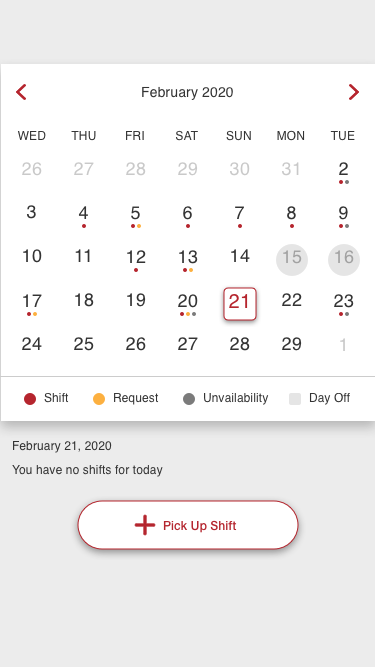 February 2020
WED THU FRI SAT SUN MON TUE
26 27 28 29 30 31 2
3 4 5 6 7 8 9
10 11 12 13 14 15 16
17 18 19 20 21 22 23
24 25 26 27 28 29 1
Shift Request Unvailability Day Off
February 21, 2020
You have no shifts for today
Pick Up Shift